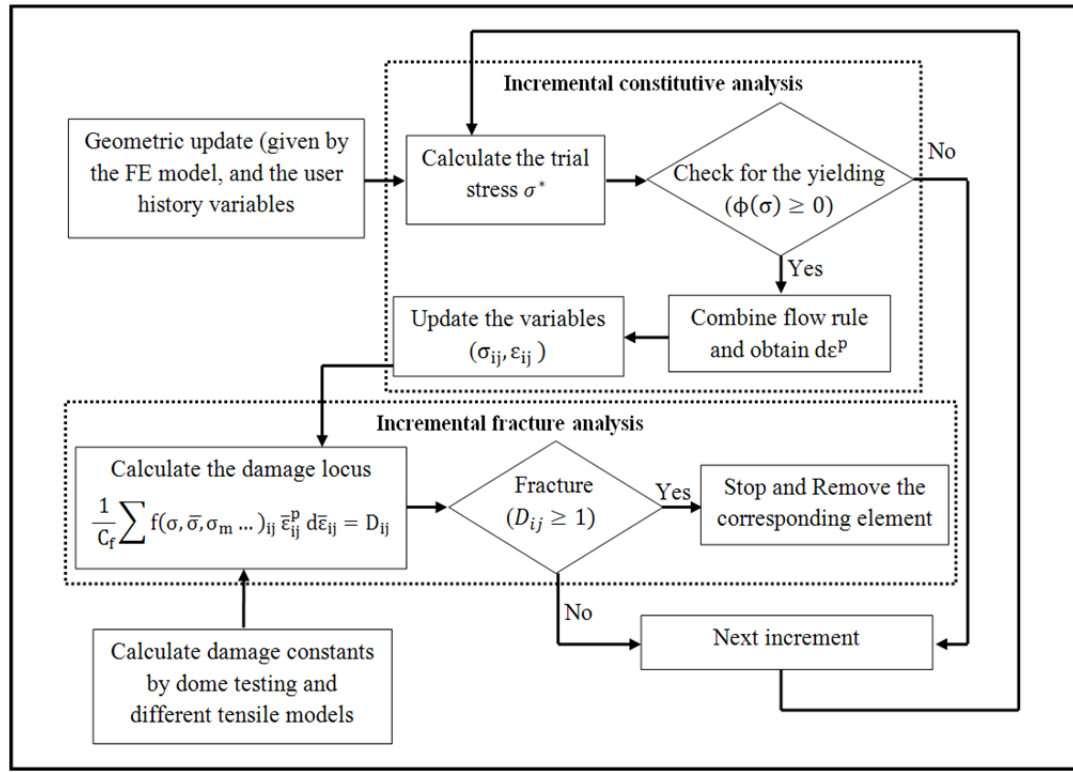 Incremental constitutive analysis
Geometric update (given by
the FE model, and the user
history variables
Calculate the trial
stress σ*
Check for the yielding
(ϕ(σ) ≥ 0)
No
Yes
Combine flow rule
and obtain dεᵖ
Update the variables
(σᵢⱼ, εᵢⱼ )
Incremental fracture analysis
Calculate the damage locus
1/C_f ∑ f(σ, σ̄, σₘ ... )ᵢⱼ ε̄ᵖᵢⱼ dε̄ᵢⱼ = Dᵢⱼ
Fracture
(Dᵢⱼ ≥ 1)
Yes
Stop and Remove the
corresponding element
No
Next increment
Calculate damage constants
by dome testing and
different tensile models